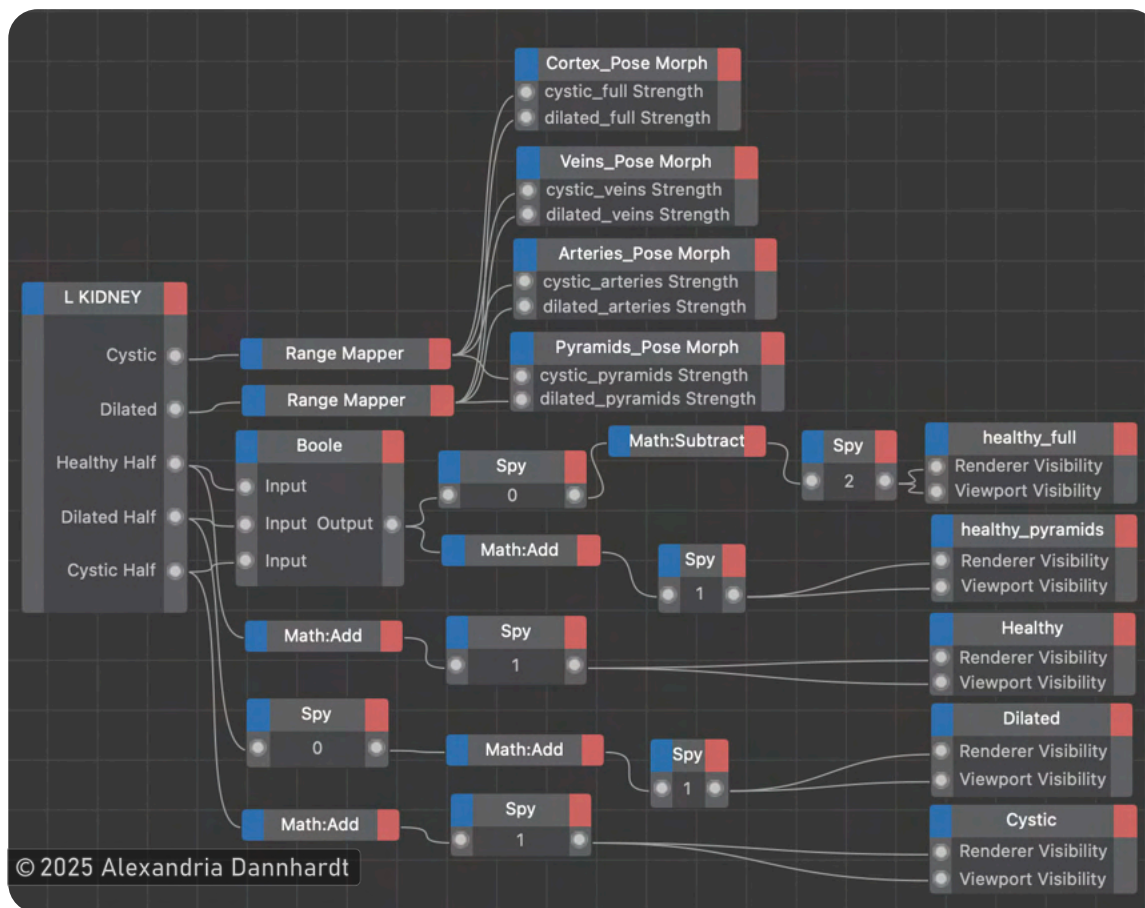 Cortex_Pose Morph
cystic_full Strength
dilated_full Strength
Veins_Pose Morph
cystic_veins Strength
dilated_veins Strength
Arteries_Pose Morph
cystic_arteries Strength
dilated_arteries Strength
L KIDNEY
Cystic
Dilated
Healthy Half
Dilated Half
Cystic Half
Range Mapper
Range Mapper
Pyramids_Pose Morph
cystic_pyramids Strength
dilated_pyramids Strength
Boole
Input
Input Output
Input
Spy
0
Math:Subtract
Spy
2
healthy_full
Renderer Visibility
Viewport Visibility
Math:Add
Spy
1
healthy_pyramids
Renderer Visibility
Viewport Visibility
Math:Add
Spy
1
Healthy
Renderer Visibility
Viewport Visibility
Spy
0
Math:Add
Spy
1
Dilated
Renderer Visibility
Viewport Visibility
Math:Add
Spy
1
Cystic
Renderer Visibility
Viewport Visibility
© 2025 Alexandria Dannhardt